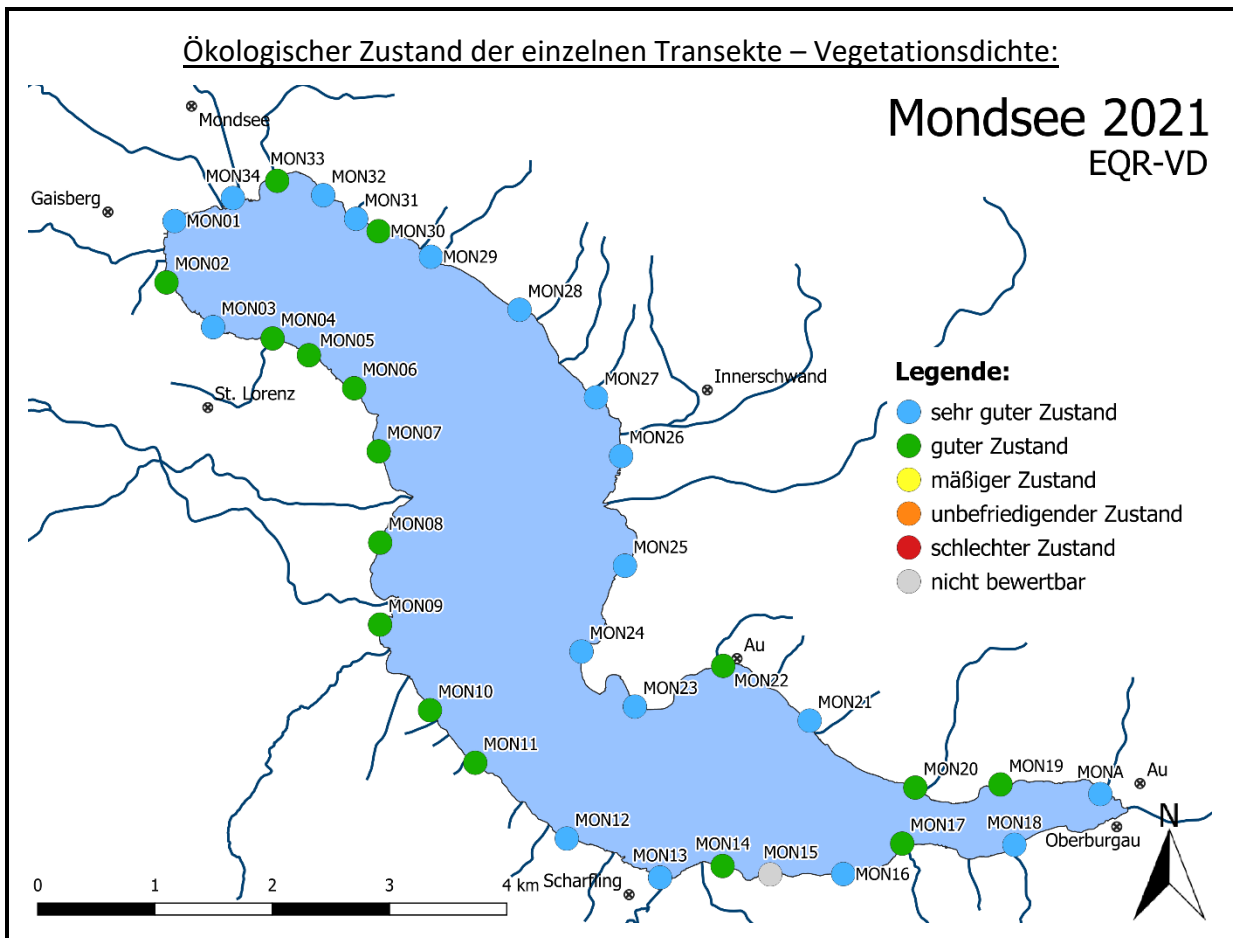 Ökologischer Zustand der einzelnen Transekte – Vegetationsdichte:
Mondsee 2021
EQR-VD
Mondsee
Gaisberg
MON33
MON34
MON32
MON31
MON01
MON30
MON29
MON02
MON28
MON03
MON04
MON05
MON06
St. Lorenz
MON27
Innerschwand
MON07
MON26
Legende:
sehr guter Zustand
guter Zustand
mäßiger Zustand
unbefriedigender Zustand
schlechter Zustand
nicht bewertbar
MON08
MON25
MON09
MON24
Au
MON22
MON23
MON10
MON21
MON11
MON20
MON19
MONA
Au
MON12
MON17
MON18
Oberburgau
MON13
MON14
MON15
MON16
Scharfling
N
0 1 2 3 4 km